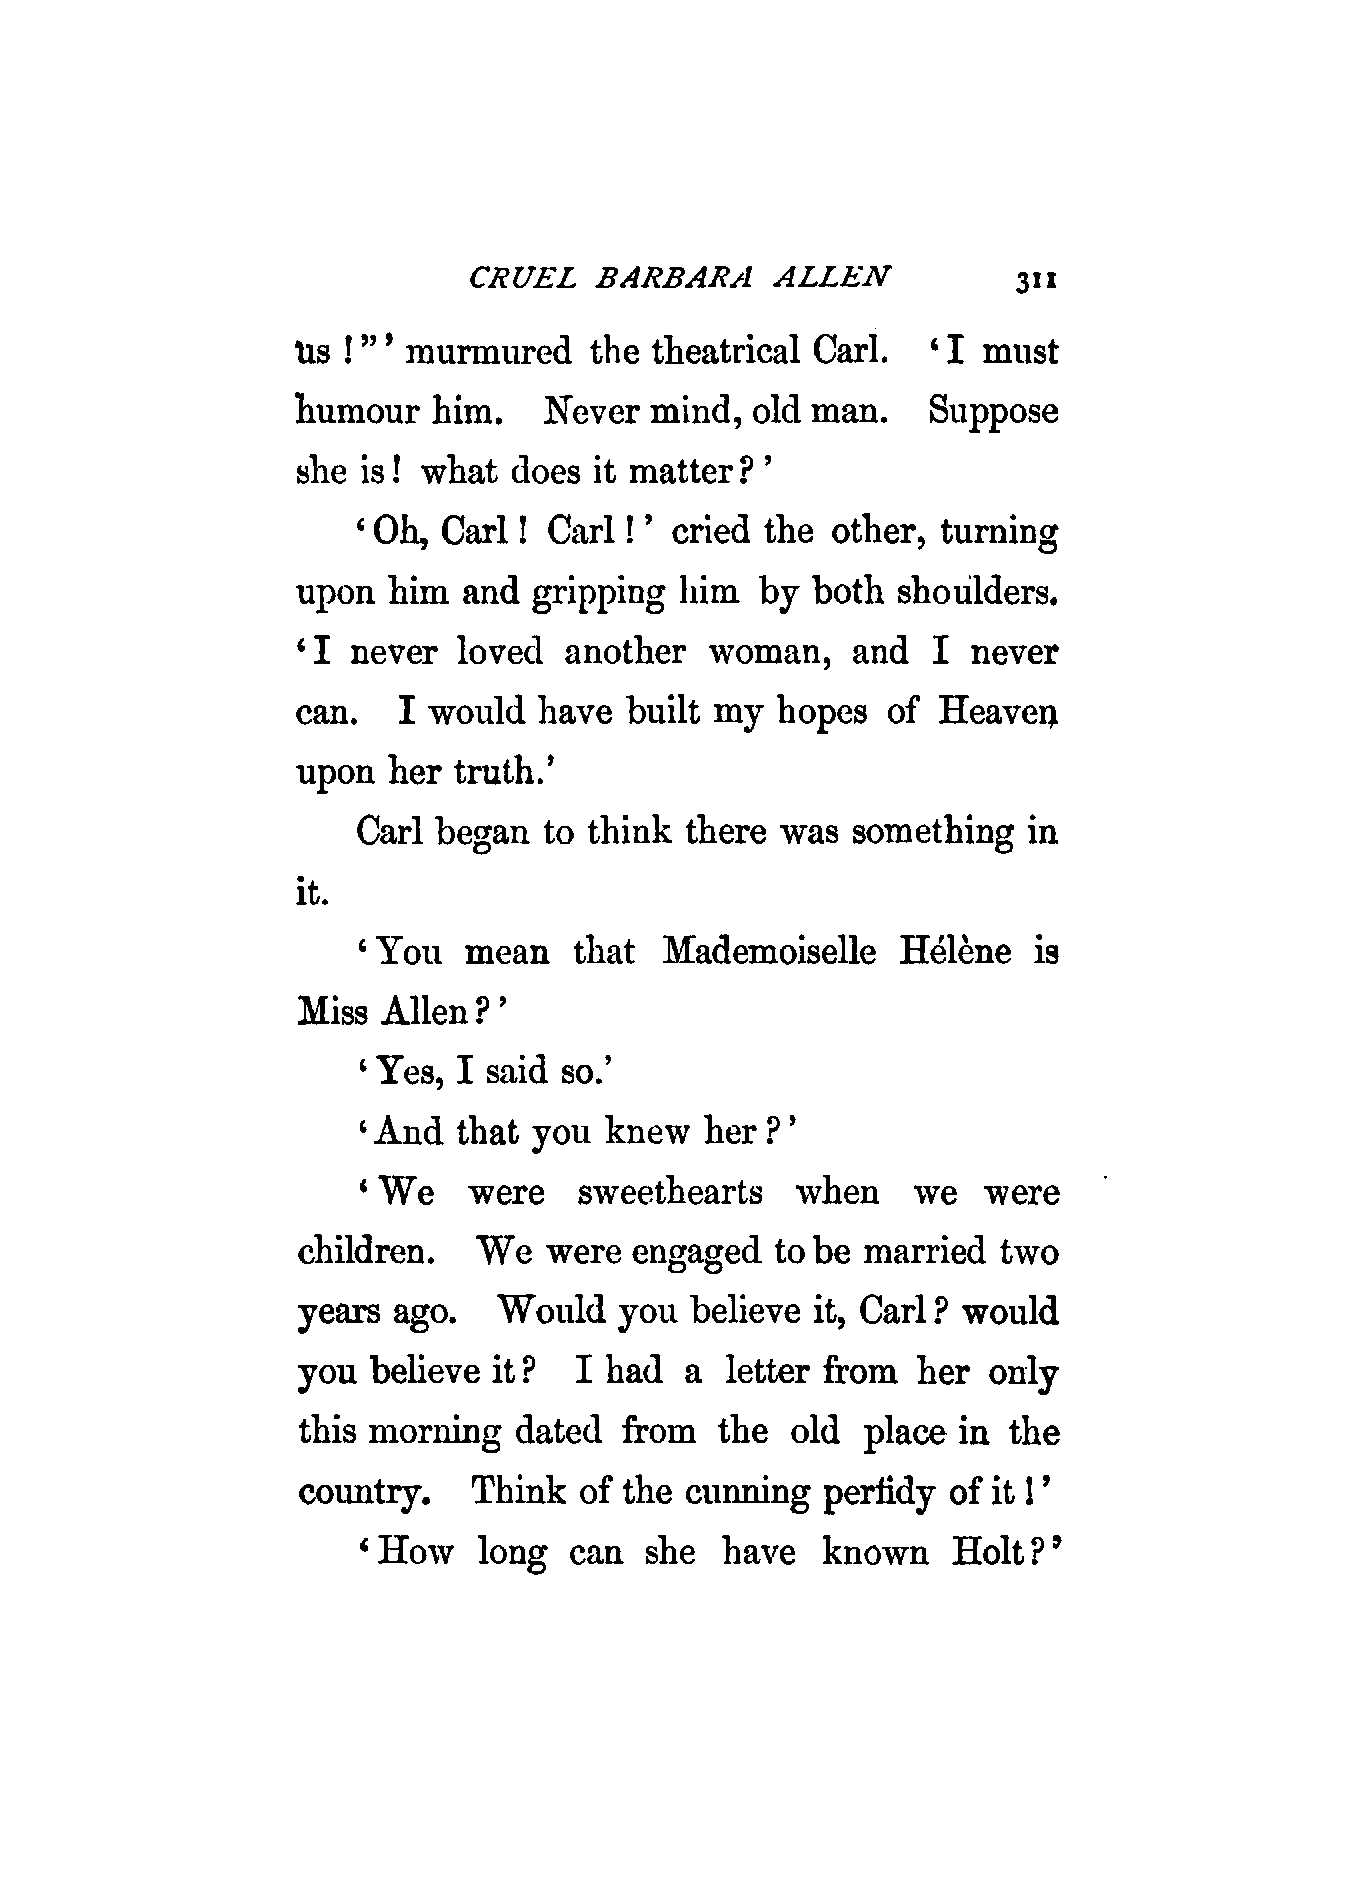 CRUEL BARBARA ALLEN 311
us!"' murmured the theatrical Carl. 'I must
humour him. Never mind, old man. Suppose
she is! what does it matter?'
'Oh, Carl! Carl!' cried the other, turning
upon him and gripping him by both shoulders.
'I never loved another woman, and I never
can. I would have built my hopes of Heaven
upon her truth.'
Carl began to think there was something in
it.
'You mean that Mademoiselle Hélène is
Miss Allen?'
'Yes, I said so.'
'And that you knew her?'
'We were sweethearts when we were
children. We were engaged to be married two
years ago. Would you believe it, Carl? would
you believe it? I had a letter from her only
this morning dated from the old place in the
country. Think of the cunning perfidy of it!'
'How long can she have known Holt?'